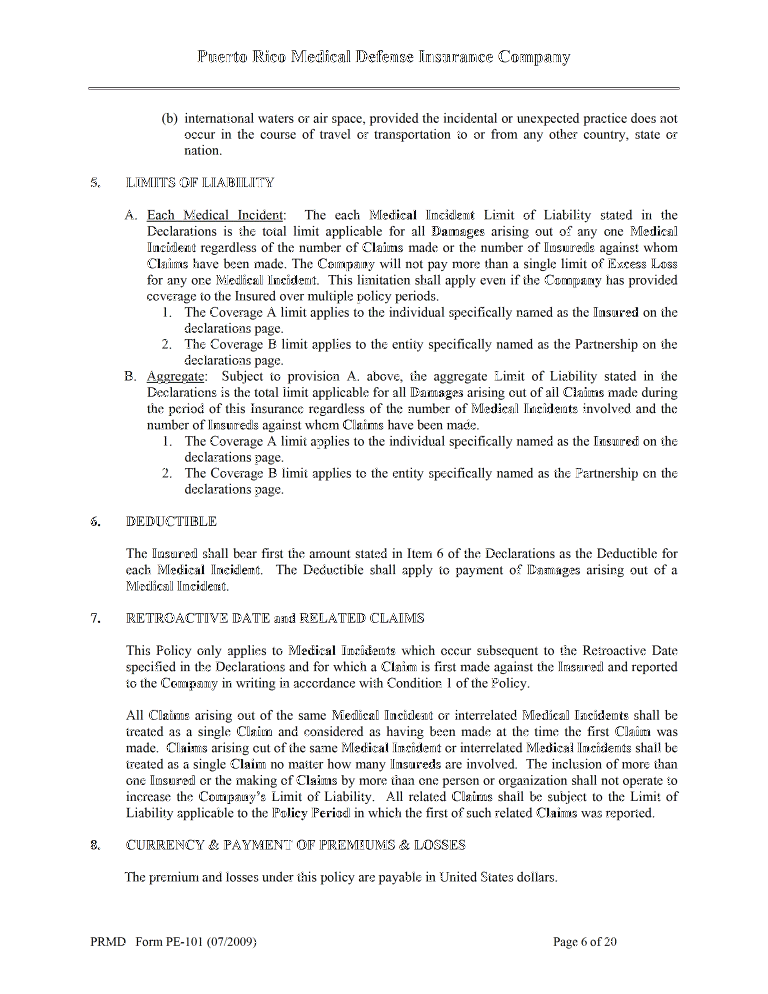 Puerto Rico Medical Defense Insurance Company
(b) international waters or air space, provided the incidental or unexpected practice does not
occur in the course of travel or transportation to or from any other country, state or
nation.
5. LIMITS OF LIABILITY
A. Each Medical Incident: The each Medical Incident Limit of Liability stated in the
Declarations is the total limit applicable for all Damages arising out of any one Medical
Incident regardless of the number of Claims made or the number of Insureds against whom
Claims have been made. The Company will not pay more than a single limit of Excess Loss
for any one Medical Incident. This limitation shall apply even if the Company has provided
coverage to the Insured over multiple policy periods.
1. The Coverage A limit applies to the individual specifically named as the Insured on the
declarations page.
2. The Coverage B limit applies to the entity specifically named as the Partnership on the
declarations page.
B. Aggregate: Subject to provision A. above, the aggregate Limit of Liability stated in the
Declarations is the total limit applicable for all Damages arising out of all Claims made during
the period of this Insurance regardless of the number of Medical Incidents involved and the
number of Insureds against whom Claims have been made.
1. The Coverage A limit applies to the individual specifically named as the Insured on the
declarations page.
2. The Coverage B limit applies to the entity specifically named as the Partnership on the
declarations page.
6. DEDUCTIBLE
The Insured shall bear first the amount stated in Item 6 of the Declarations as the Deductible for
each Medical Incident. The Deductible shall apply to payment of Damages arising out of a
Medical Incident.
7. RETROACTIVE DATE and RELATED CLAIMS
This Policy only applies to Medical Incidents which occur subsequent to the Retroactive Date
specified in the Declarations and for which a Claim is first made against the Insured and reported
to the Company in writing in accordance with Condition 1 of the Policy.
All Claims arising out of the same Medical Incident or interrelated Medical Incidents shall be
treated as a single Claim and considered as having been made at the time the first Claim was
made. Claims arising out of the same Medical Incident or interrelated Medical Incidents shall be
treated as a single Claim no matter how many Insureds are involved. The inclusion of more than
one Insured or the making of Claims by more than one person or organization shall not operate to
increase the Company's Limit of Liability. All related Claims shall be subject to the Limit of
Liability applicable to the Policy Period in which the first of such related Claims was reported.
8. CURRENCY & PAYMENT OF PREMIUMS & LOSSES
The premium and losses under this policy are payable in United States dollars.
PRMD Form PE-101 (07/2009) Page 6 of 20